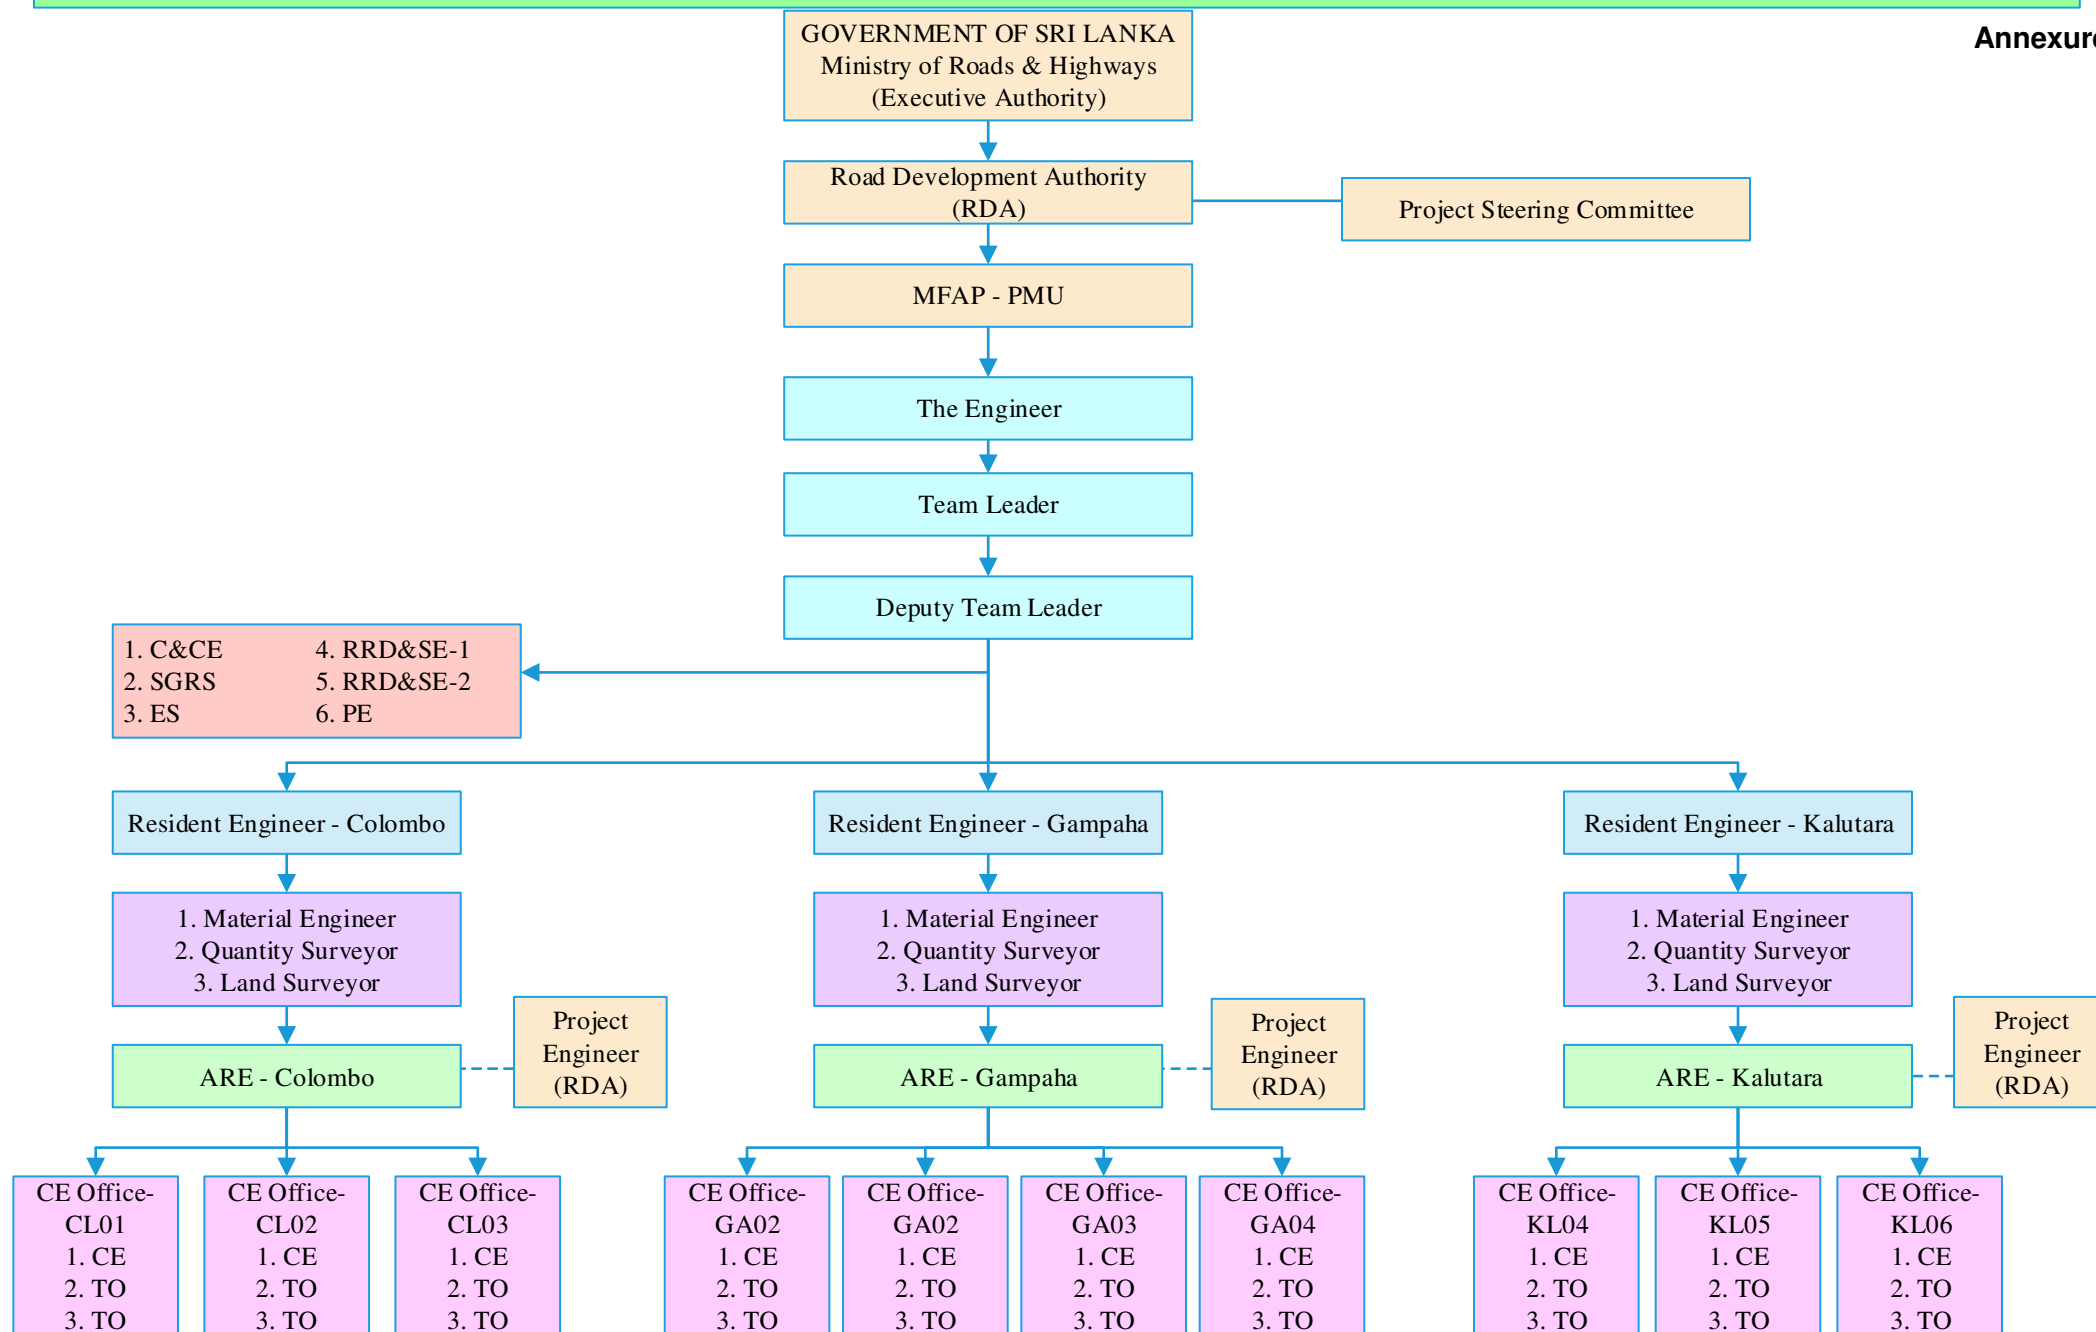 Annexure
GOVERNMENT OF SRI LANKA
Ministry of Roads & Highways
(Executive Authority)
Road Development Authority
(RDA)
Project Steering Committee
MFAP - PMU
The Engineer
Team Leader
Deputy Team Leader
1. C&CE
2. SGRS
3. ES
4. RRD&SE-1
5. RRD&SE-2
6. PE
Resident Engineer - Colombo
Resident Engineer - Gampaha
Resident Engineer - Kalutara
1. Material Engineer
2. Quantity Surveyor
3. Land Surveyor
1. Material Engineer
2. Quantity Surveyor
3. Land Surveyor
1. Material Engineer
2. Quantity Surveyor
3. Land Surveyor
ARE - Colombo
Project
Engineer
(RDA)
ARE - Gampaha
Project
Engineer
(RDA)
ARE - Kalutara
Project
Engineer
(RDA)
CE Office-
CL01
1. CE
2. TO
3. TO
CE Office-
CL02
1. CE
2. TO
3. TO
CE Office-
CL03
1. CE
2. TO
3. TO
CE Office-
GA02
1. CE
2. TO
3. TO
CE Office-
GA02
1. CE
2. TO
3. TO
CE Office-
GA03
1. CE
2. TO
3. TO
CE Office-
GA04
1. CE
2. TO
3. TO
CE Office-
KL04
1. CE
2. TO
3. TO
CE Office-
KL05
1. CE
2. TO
3. TO
CE Office-
KL06
1. CE
2. TO
3. TO